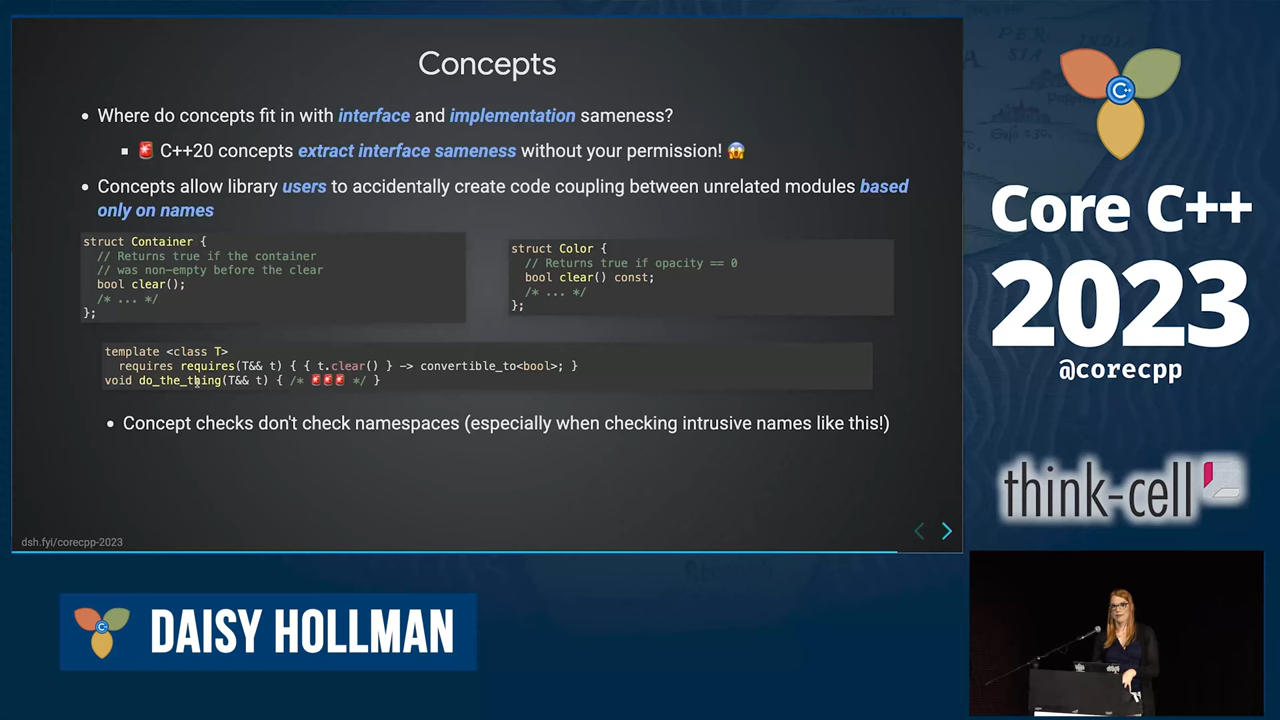 Concepts
• Where do concepts fit in with interface and implementation sameness?
▪ 🚨 C++20 concepts extract interface sameness without your permission! 😱
• Concepts allow library users to accidentally create code coupling between unrelated modules based
only on names
struct Container {
// Returns true if the container
// was non-empty before the clear
bool clear();
/* ... */
};
struct Color {
// Returns true if opacity == 0
bool clear() const;
/* ... */
};
template <class T>
requires requires(T&& t) { { t.clear() } -> convertible_to<bool>; }
void do_the_thing(T&& t) { /* 🚨🚨🚨 */ }
• Concept checks don't check namespaces (especially when checking intrusive names like this!)
dsh.fyi/corecpp-2023
C++
Core C++
2023
@corecpp
think-cell
C++
DAISY HOLLMAN